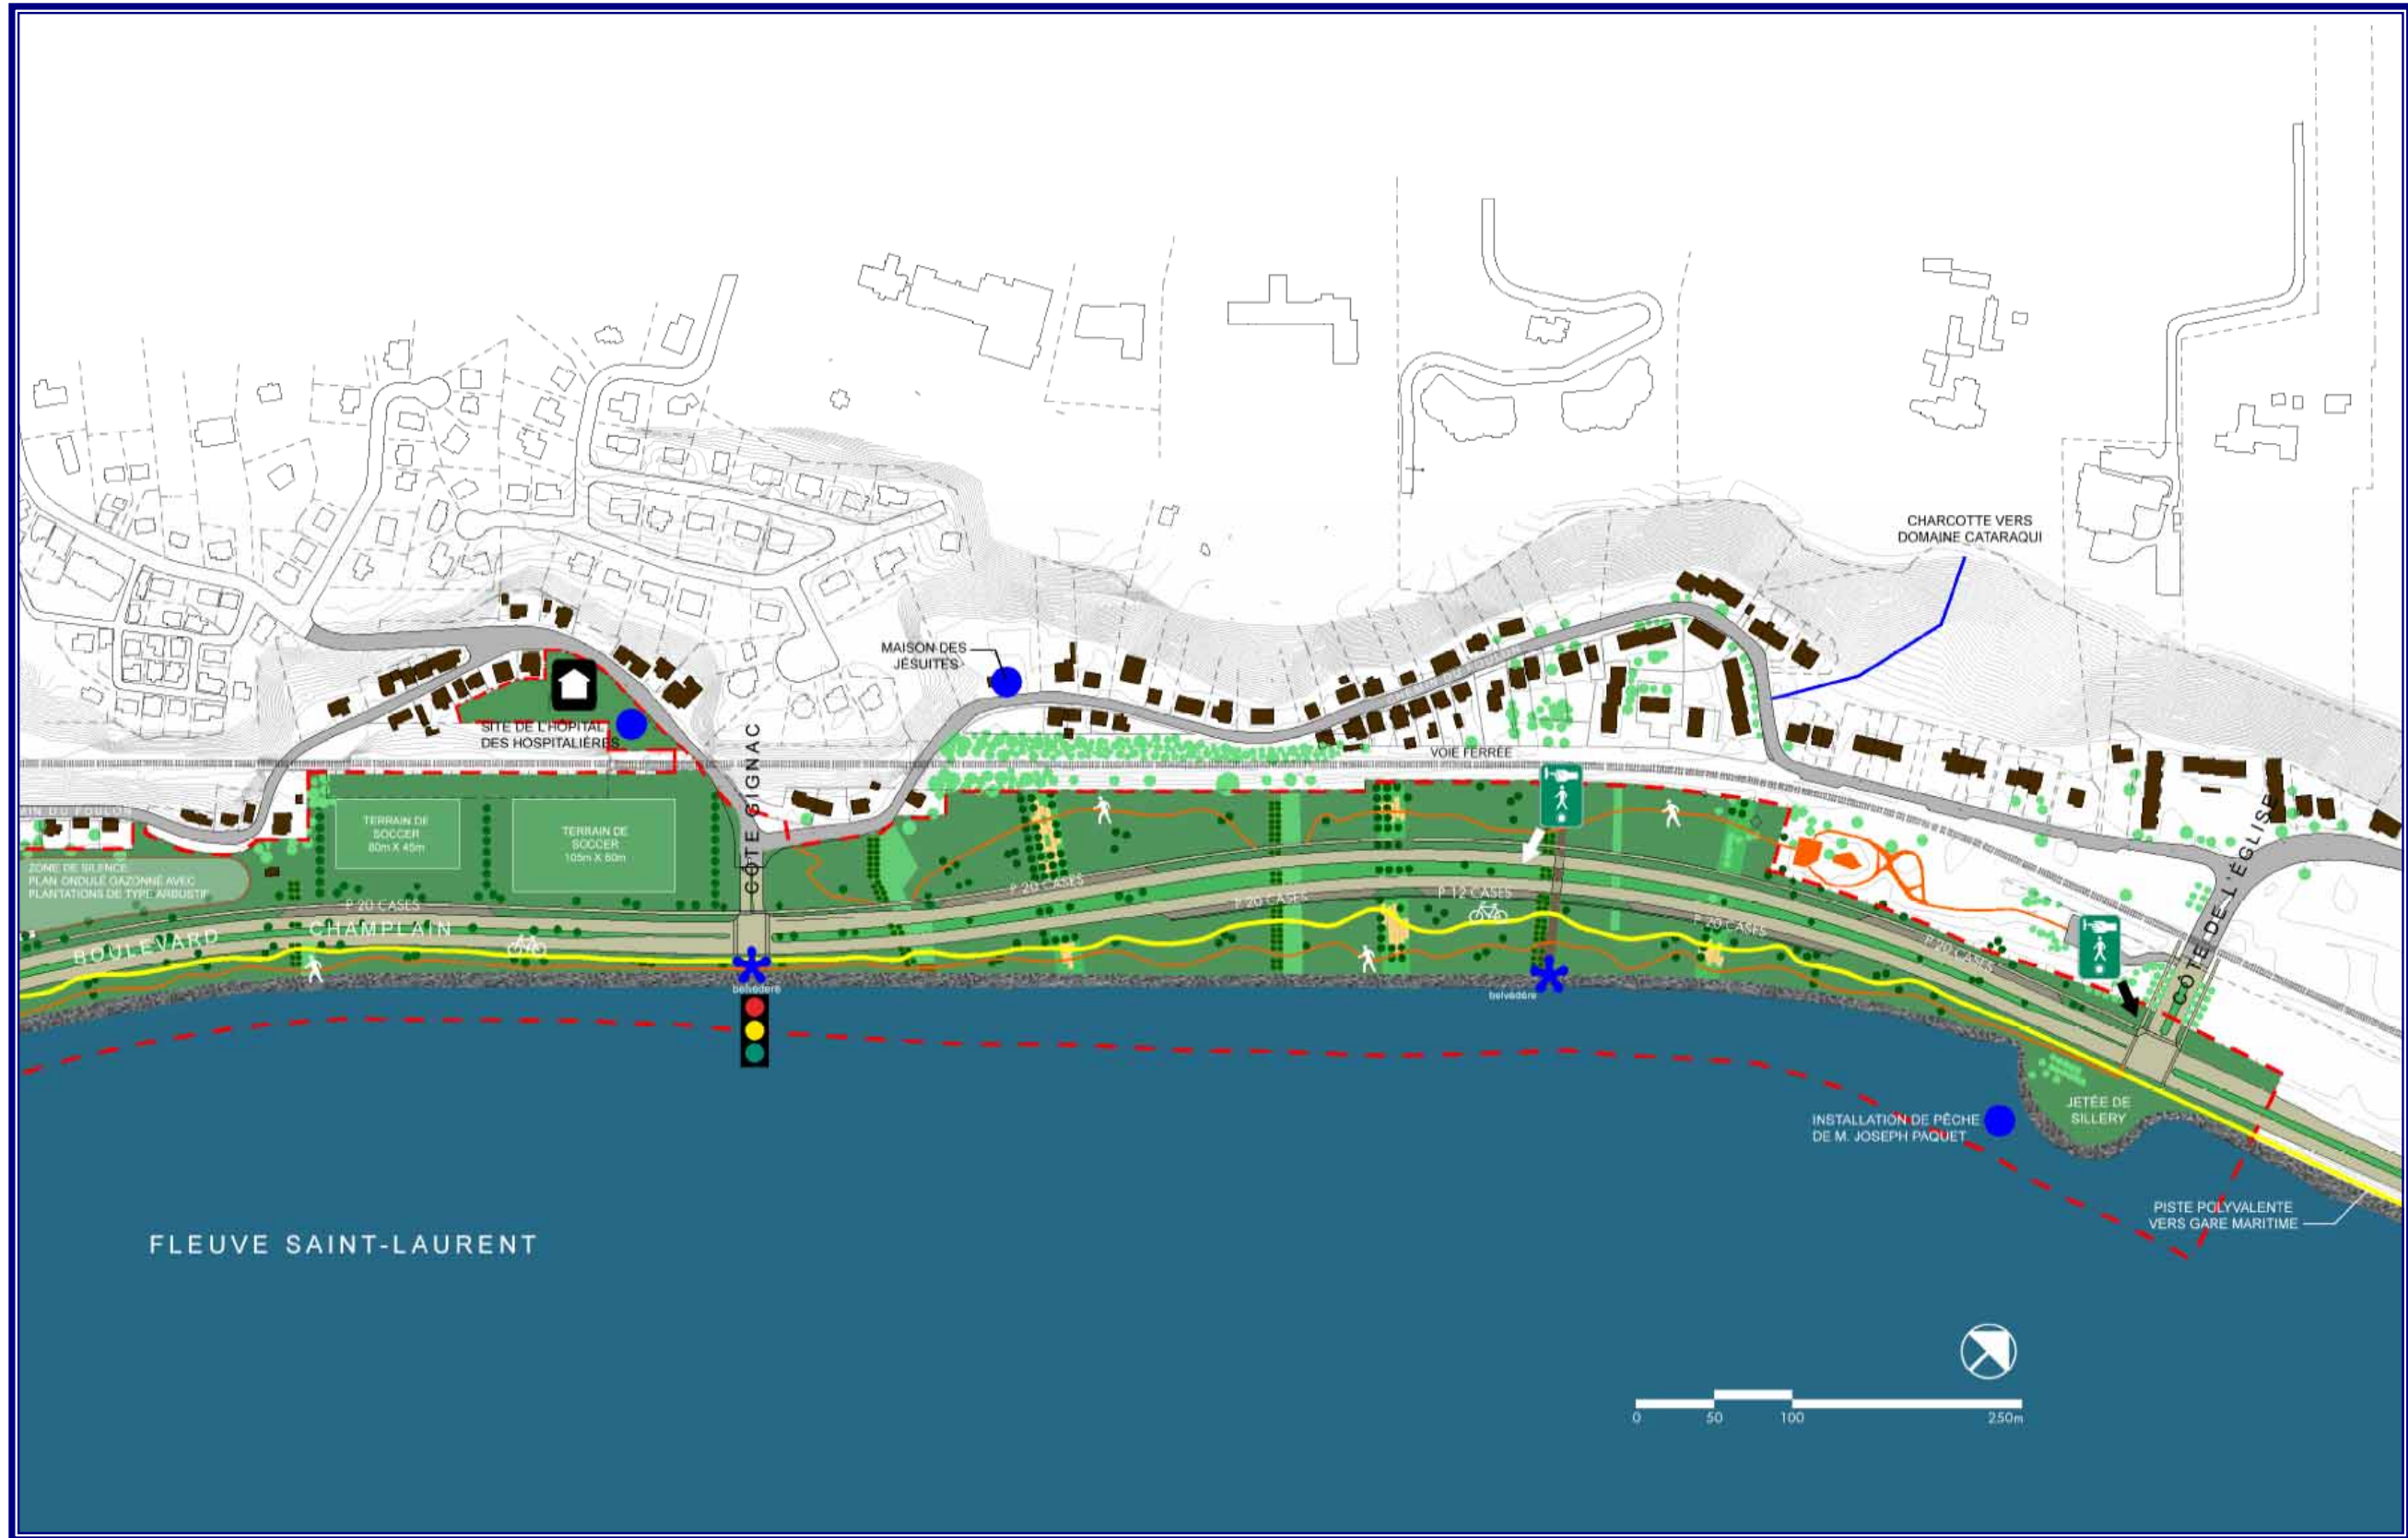 CHARCOTTE VERS
DOMAINE CATARAQUI
MAISON DES
JÉSUITES
SITE DE L'HÔPITAL
DES HOSPITALIÈRES
VOIE FERRÉE
CÔTE GIGNAC
CÔTE DE L'ÉGLISE
TERRAIN DE
SOCCER
80m X 45m
TERRAIN DE
SOCCER
105m X 60m
ZONE DE SILENCE
PLAN ONDULÉ GAZONNÉ AVEC
PLANTATIONS DE TYPE ARBUSTIF
P 20 CASES
P 20 CASES
P 20 CASES
P 12 CASES
P 20 CASES
P 20 CASES
BOULEVARD CHAMPLAIN
belvédère
belvédère
JETÉE DE
SILLERY
INSTALLATION DE PÊCHE
DE M. JOSEPH PAQUET
PISTE POLYVALENTE
VERS GARE MARITIME
FLEUVE SAINT-LAURENT
0 50 100 250m